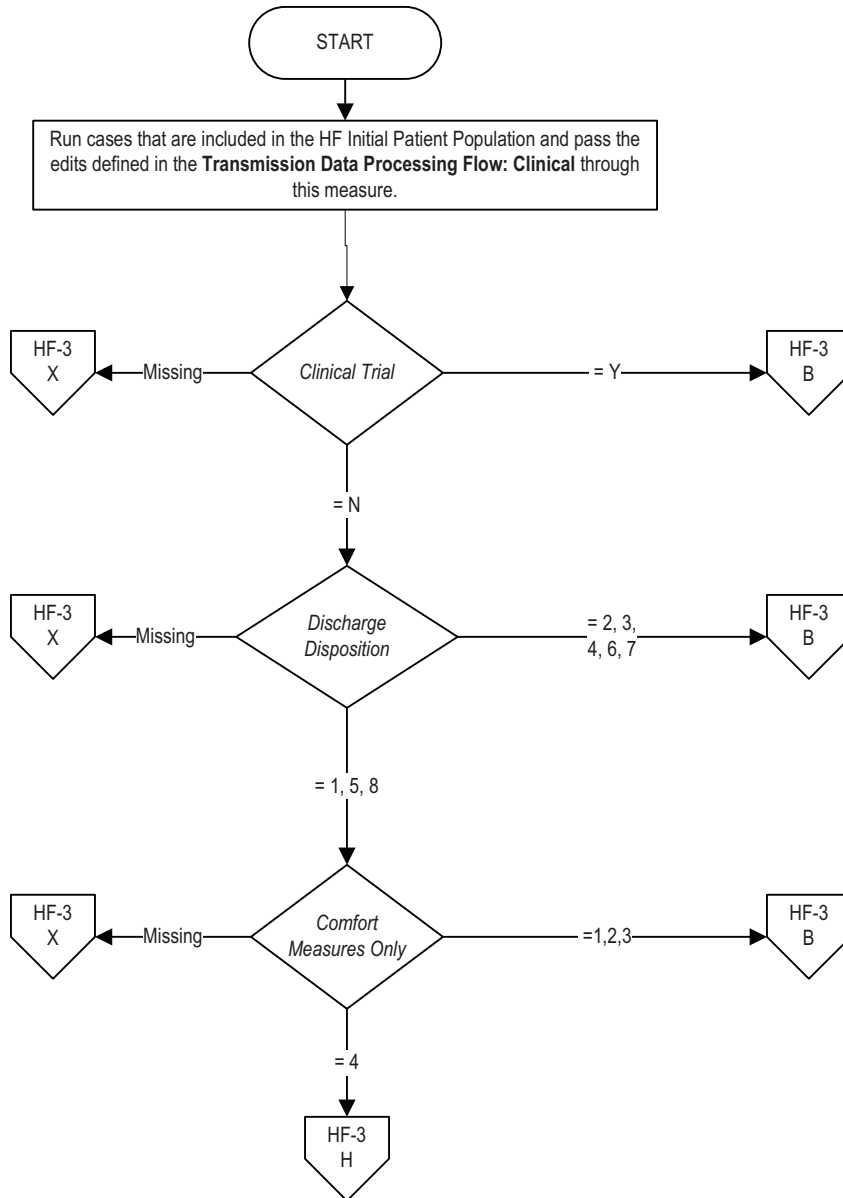 START
Run cases that are included in the HF Initial Patient Population and pass the
edits defined in the Transmission Data Processing Flow: Clinical through
this measure.
HF-3
X
Missing
Clinical Trial
= Y
HF-3
B
= N
HF-3
X
Missing
Discharge
Disposition
= 2, 3,
4, 6, 7
HF-3
B
= 1, 5, 8
HF-3
X
Missing
Comfort
Measures Only
=1,2,3
HF-3
B
= 4
HF-3
H